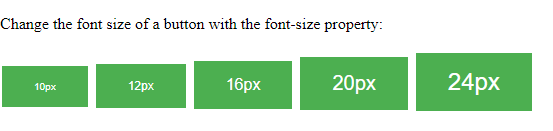 Change the font size of a button with the font-size property:
10px 12px 16px 20px 24px